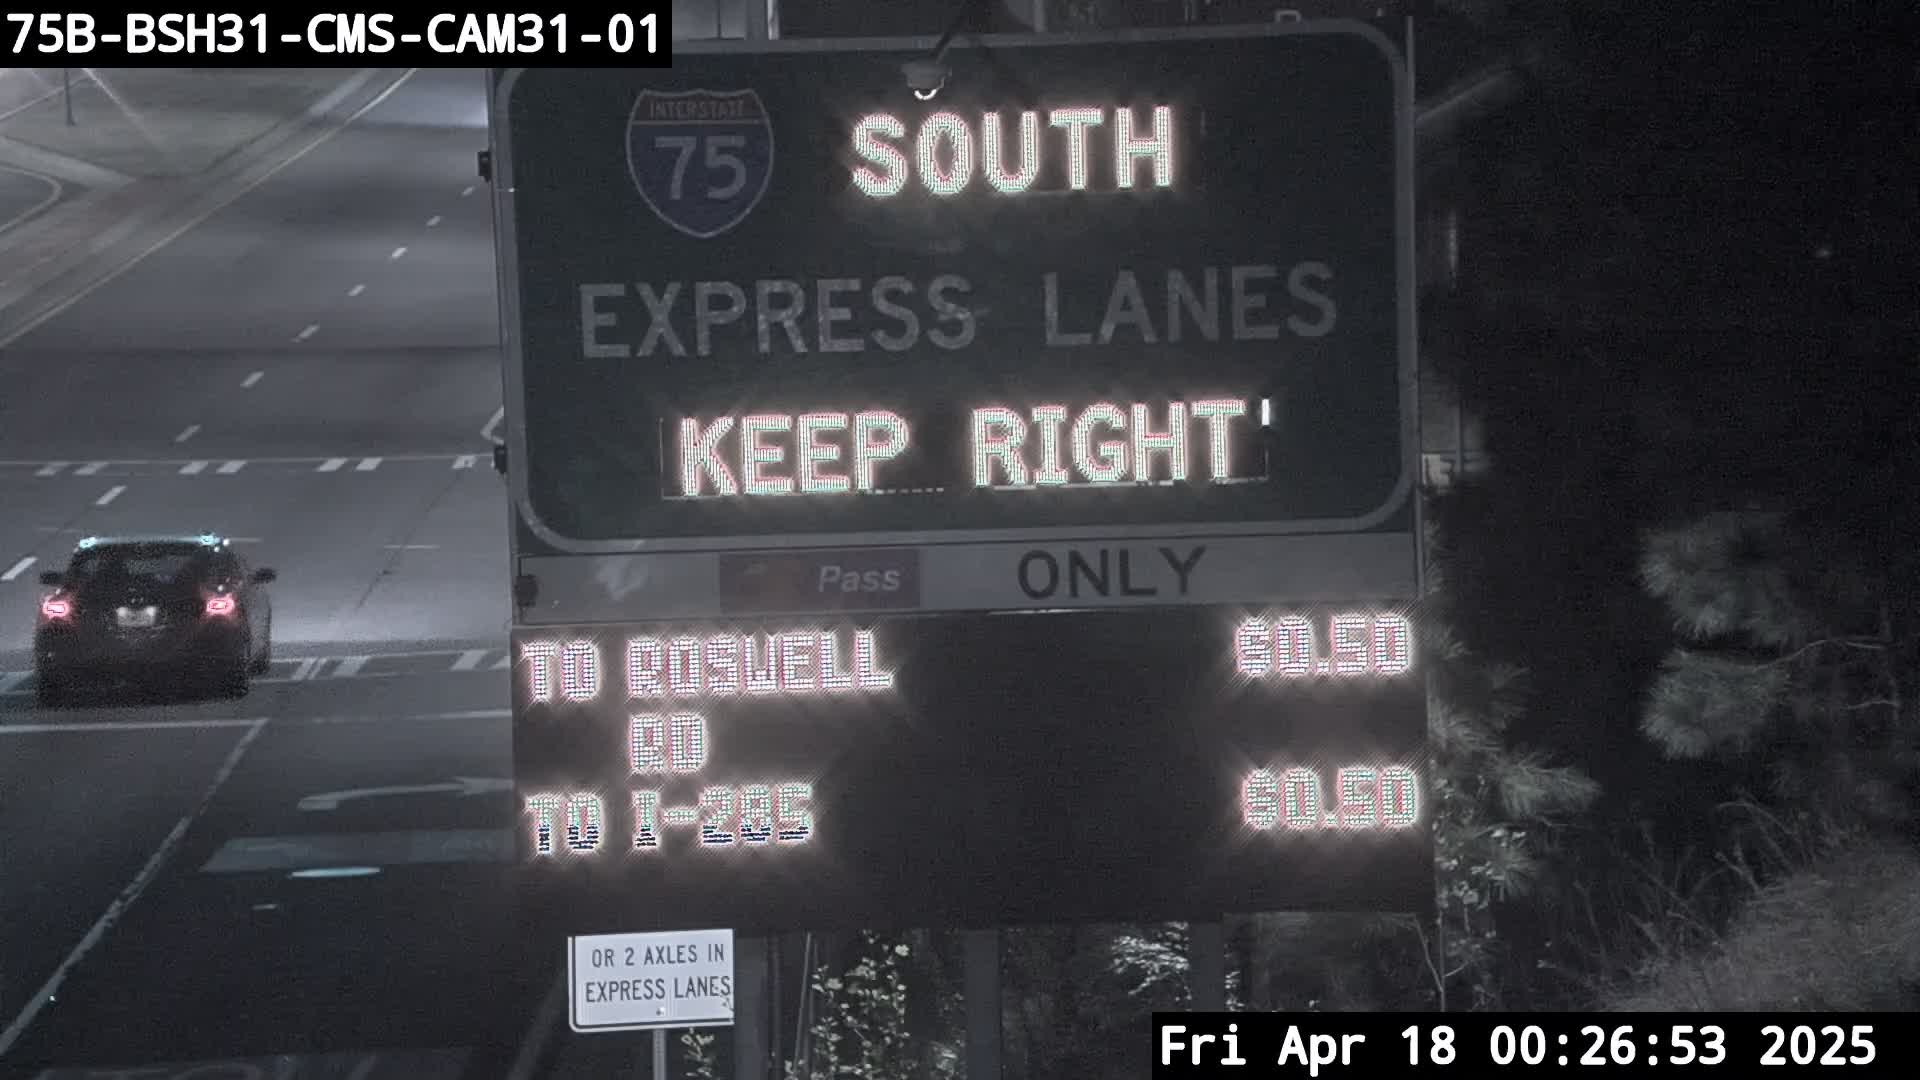 75B-BSH31-CMS-CAM31-01
INTERSTATE
75
SOUTH
EXPRESS LANES
KEEP RIGHT
Pass ONLY
TO ROSWELL $0.50
RD
TO I-285 $0.50
OR 2 AXLES IN
EXPRESS LANES
Fri Apr 18 00:26:53 2025